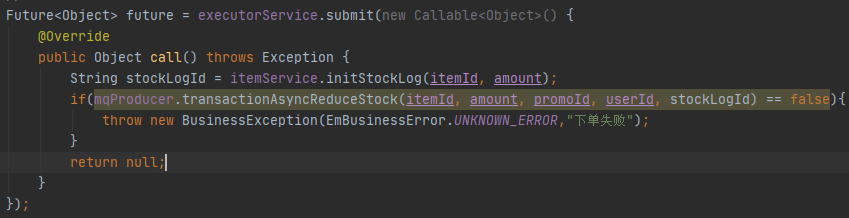 Future<Object> future = executorService.submit(new Callable<Object>() {
@Override
public Object call() throws Exception {
String stockLogId = itemService.initStockLog(itemId, amount);
if(mqProducer.transactionAsyncReduceStock(itemId, amount, promoId, userId, stockLogId) == false){
throw new BusinessException(EmBusinessError.UNKNOWN_ERROR,"下单失败");
}
return null;
}
});